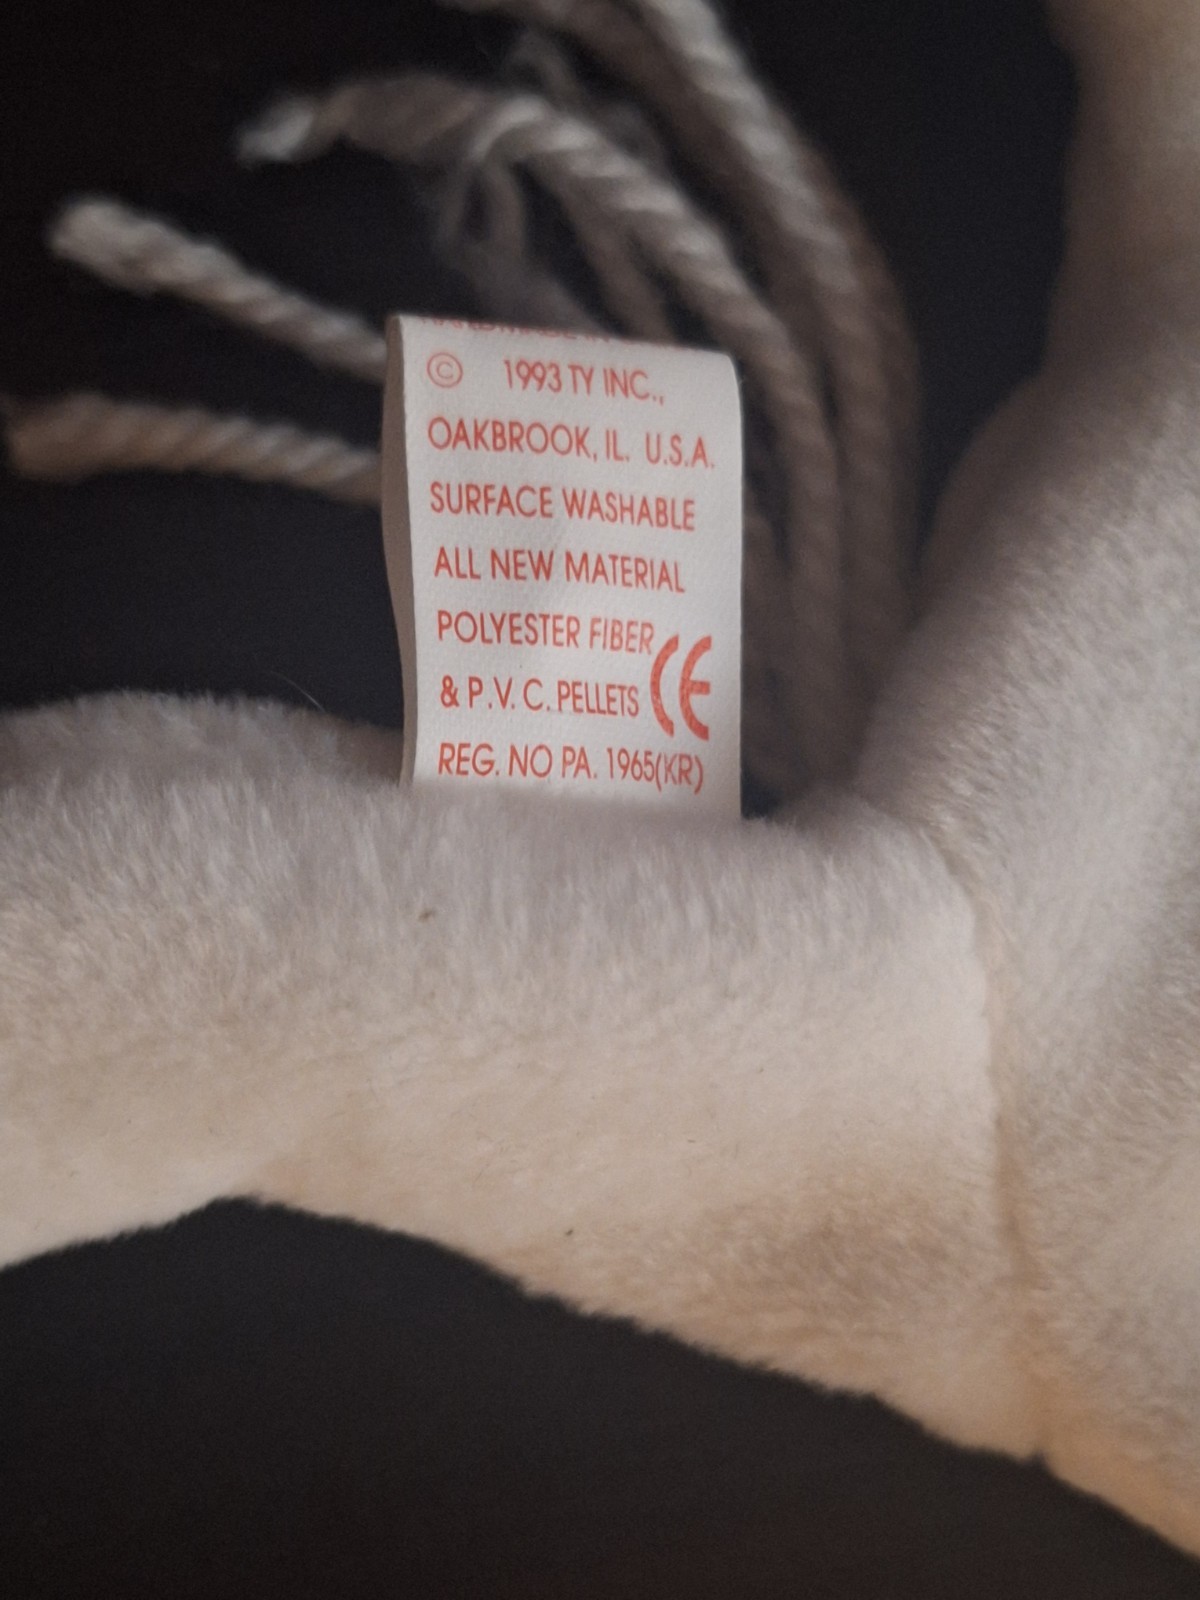 © 1993 TY INC.,
OAKBROOK, IL. U.S.A.
SURFACE WASHABLE
ALL NEW MATERIAL
POLYESTER FIBER
& P.V.C. PELLETS CE
REG. NO PA. 1965(KR)